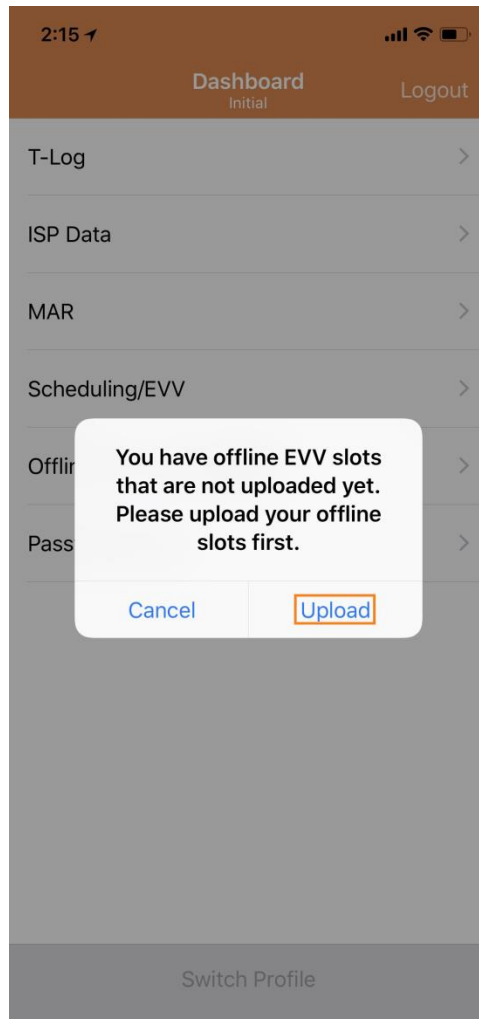 2:15
Dashboard
Initial
Logout
T-Log
ISP Data
MAR
Scheduling/EVV
Offlin
Pass
You have offline EVV slots
that are not uploaded yet.
Please upload your offline
slots first.
Cancel
Upload
Switch Profile